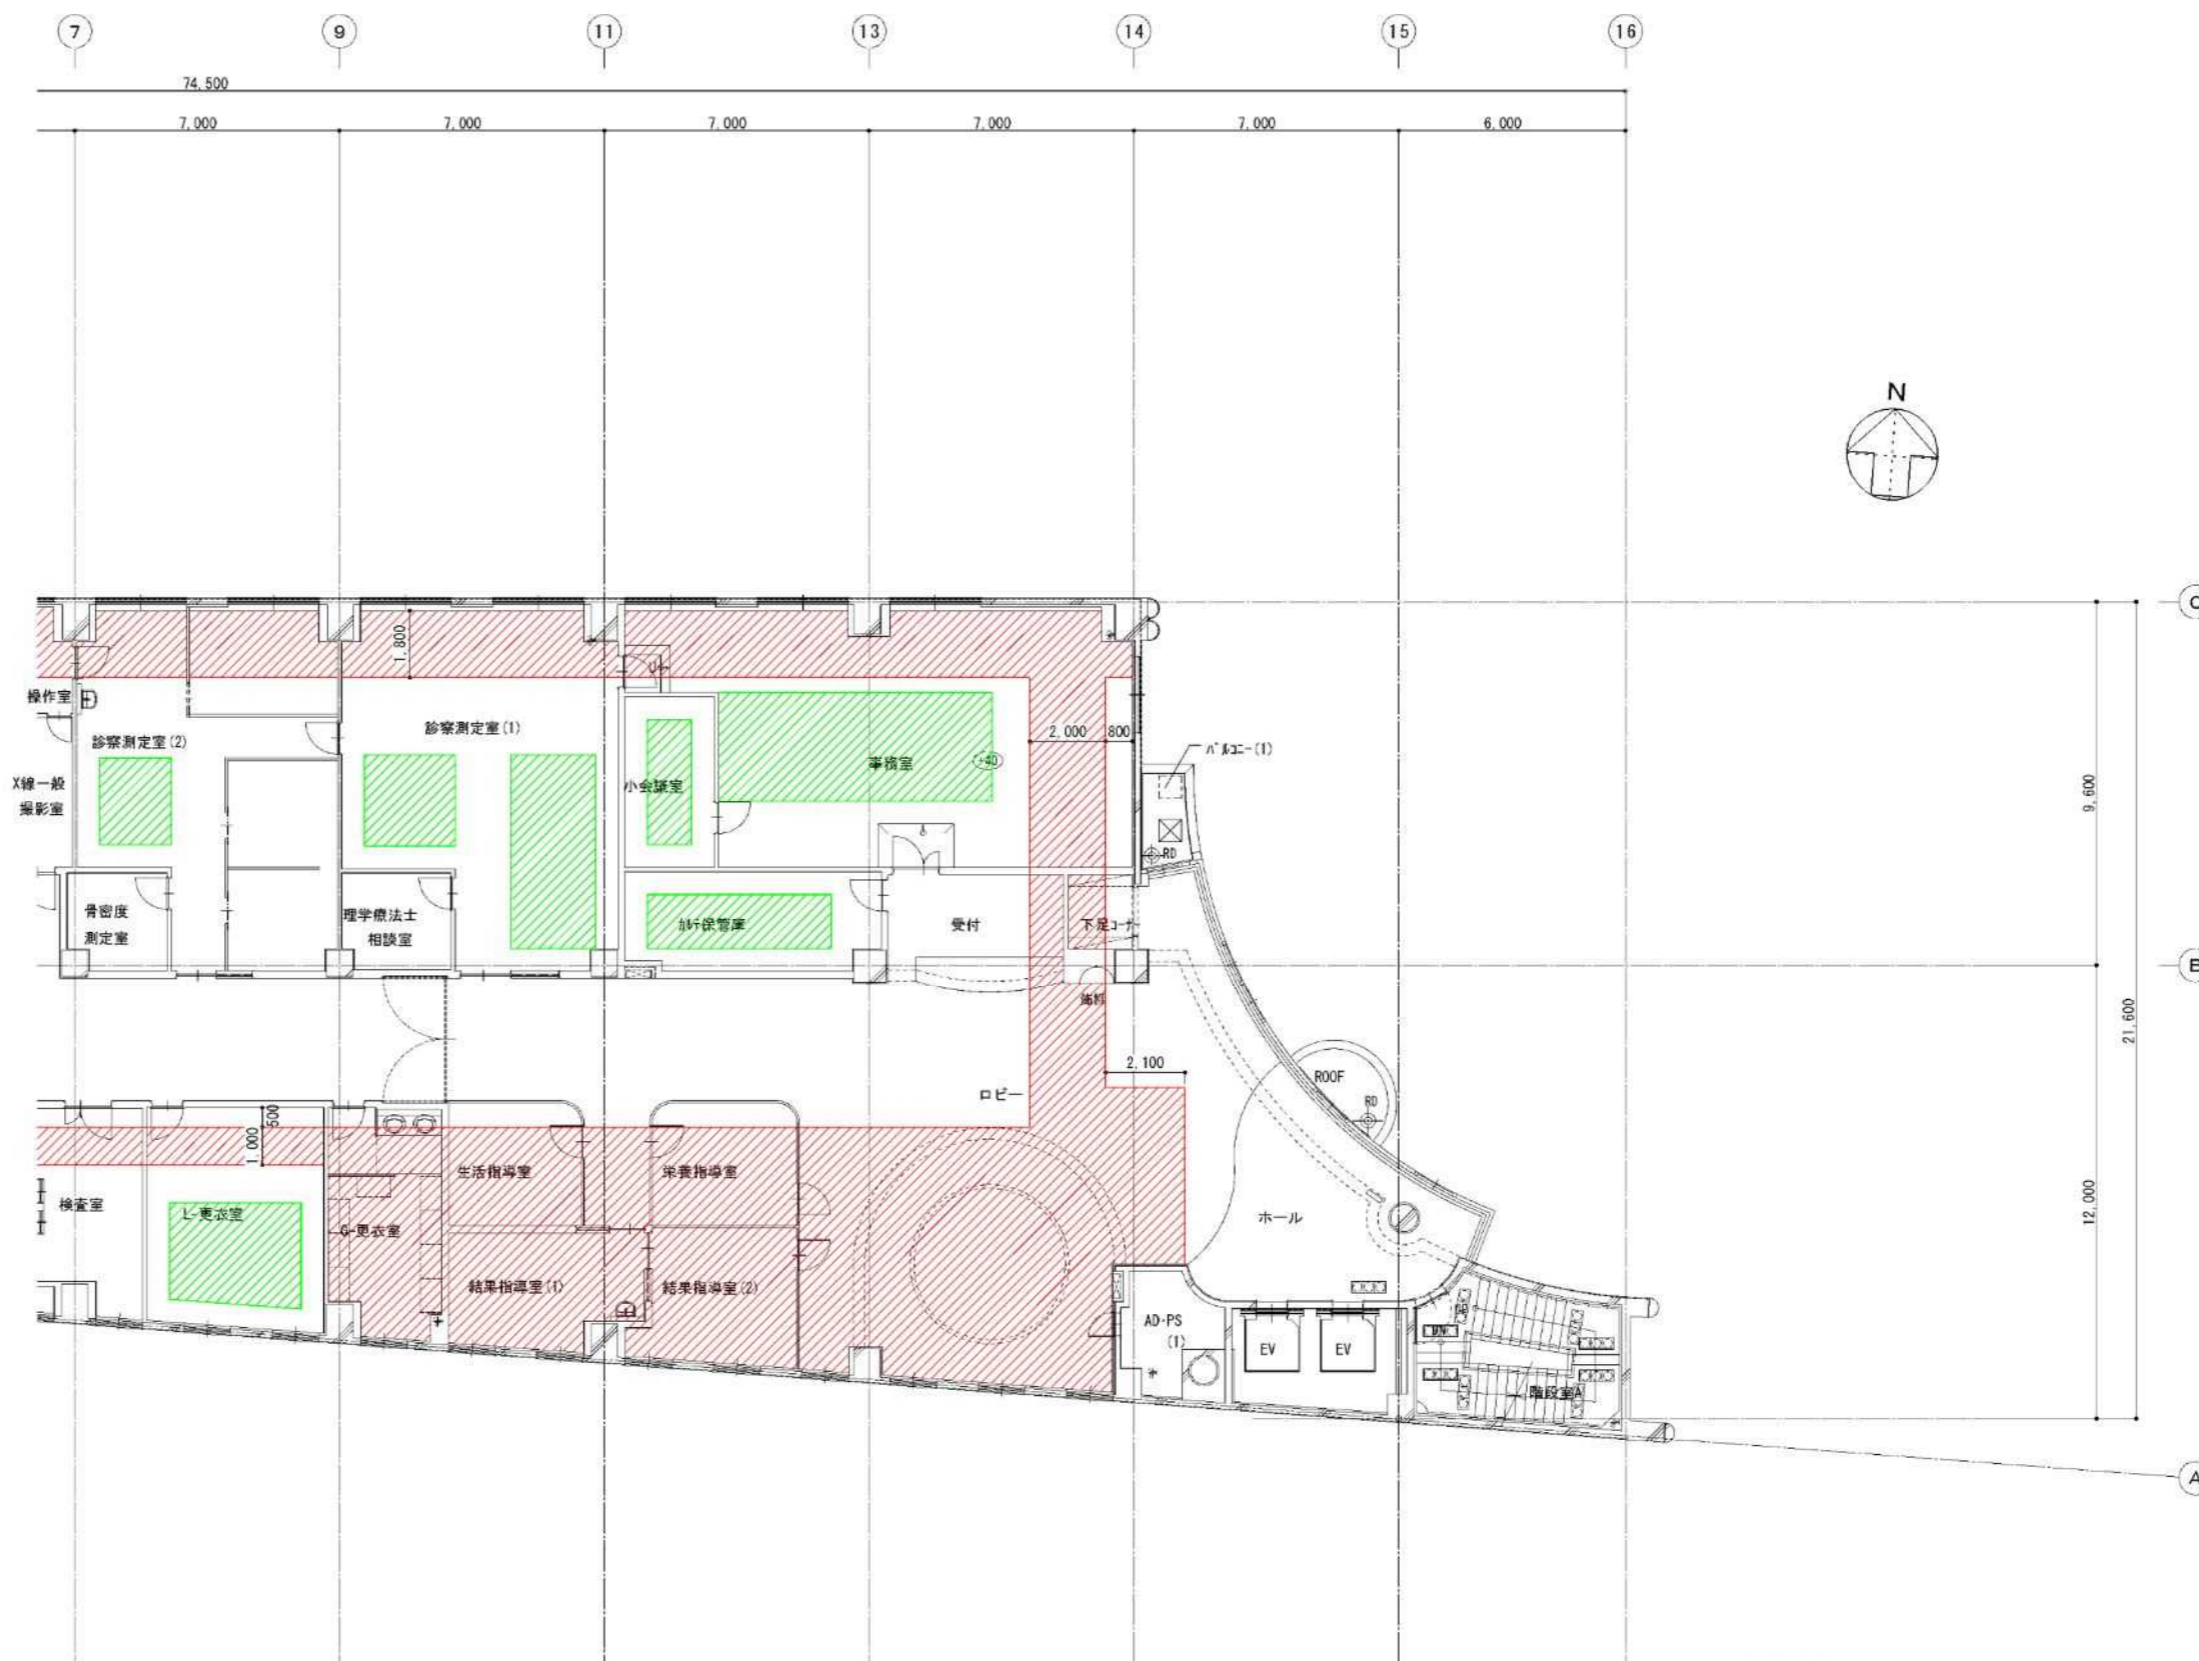 7
9
11
13
14
15
16
74,500
7,000
7,000
7,000
7,000
7,000
6,000
N
C
1,800
操作室
診察測定室(2)
診察測定室(1)
2,000
800
バルコニー(1)
事務室
+40
小会議室
X線一般
撮影室
9,600
RD
骨密度
測定室
理学療法士
相談室
カルテ保管庫
受付
下足コーナー
B
21,600
2,100
ROOF
ロビー
RD
500
1,000
生活指導室
栄養指導室
検査室
L-更衣室
G-更衣室
ホール
12,000
結果指導室(1)
結果指導室(2)
AD-PS
(1)
EV
EV
階段室A
A